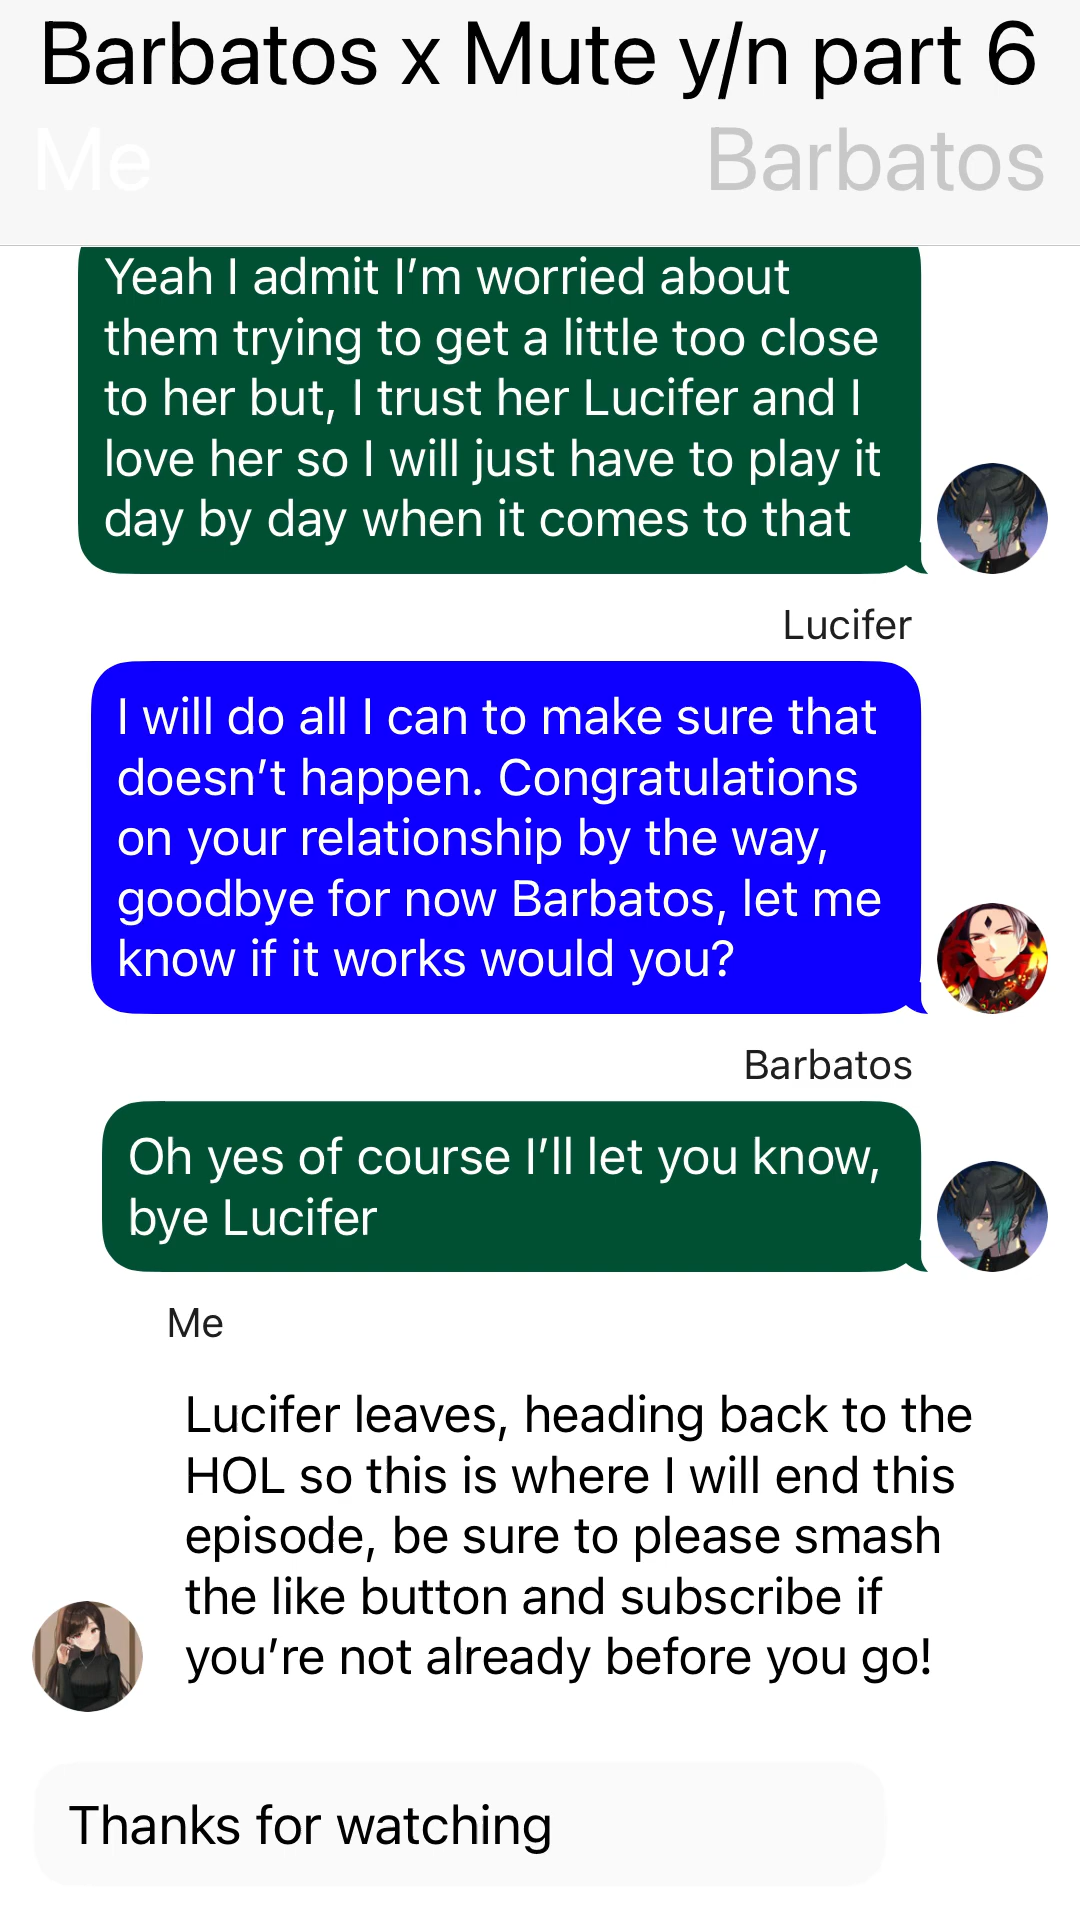 Barbatos x Mute y/n part 6
Me
Barbatos
Yeah I admit I’m worried about
them trying to get a little too close
to her but, I trust her Lucifer and I
love her so I will just have to play it
day by day when it comes to that
Lucifer
I will do all I can to make sure that
doesn’t happen. Congratulations
on your relationship by the way,
goodbye for now Barbatos, let me
know if it works would you?
Barbatos
Oh yes of course I’ll let you know,
bye Lucifer
Me
Lucifer leaves, heading back to the
HOL so this is where I will end this
episode, be sure to please smash
the like button and subscribe if
you’re not already before you go!
Thanks for watching